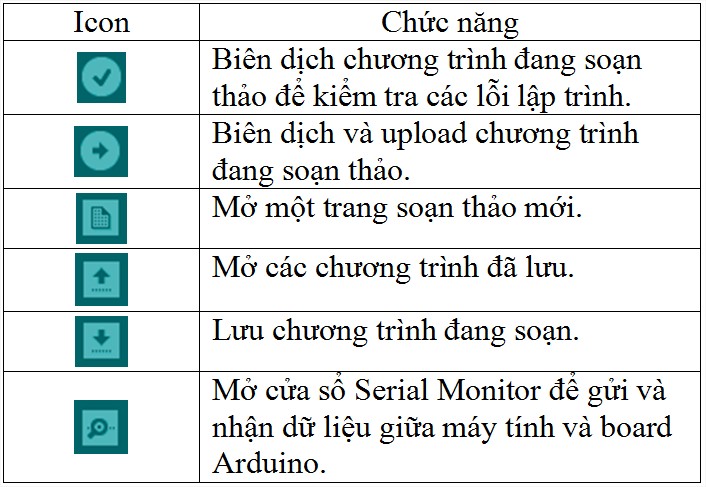 Icon
Chức năng
Biên dịch chương trình đang soạn
thảo để kiểm tra các lỗi lập trình.
Biên dịch và upload chương trình
đang soạn thảo.
Mở một trang soạn thảo mới.
Mở các chương trình đã lưu.
Lưu chương trình đang soạn.
Mở cửa sổ Serial Monitor để gửi và
nhận dữ liệu giữa máy tính và board
Arduino.